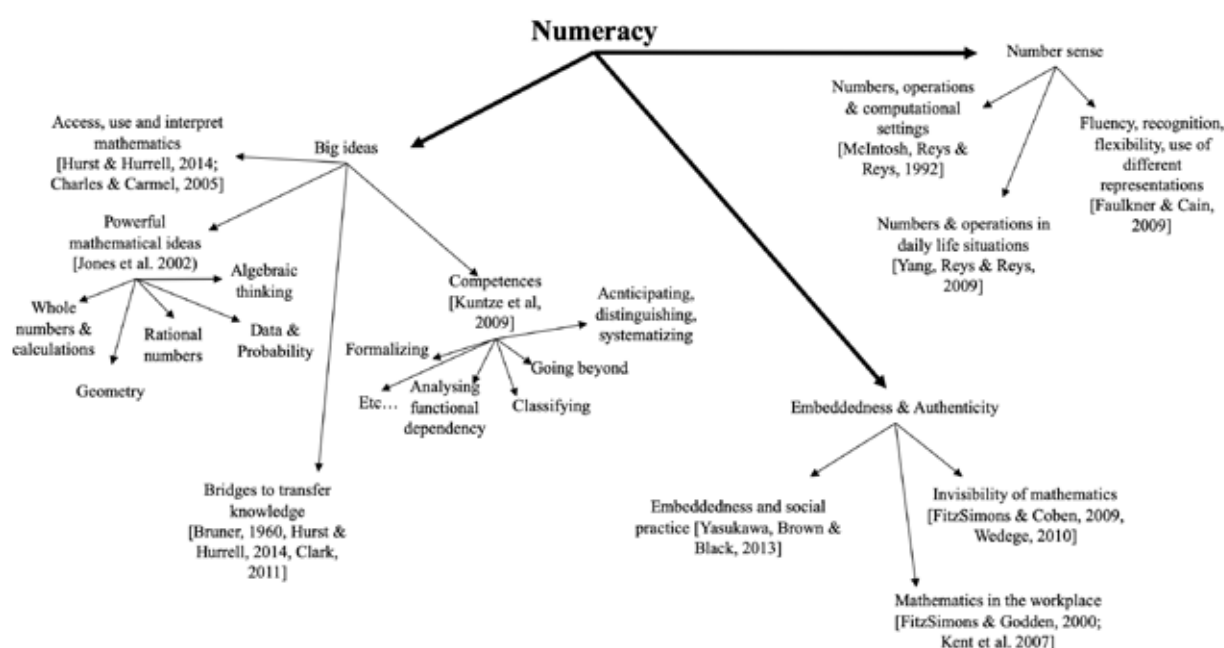 Numeracy
Number sense
Numbers, operations
& computational
settings
[McIntosh, Reys &
Reys, 1992]
Fluency, recognition,
flexibility, use of
different
representations
[Faulkner & Cain,
2009]
Numbers & operations in
daily life situations
[Yang, Reys & Reys,
2009]
Big ideas
Access, use and interpret
mathematics
[Hurst & Hurrell, 2014;
Charles & Carmel, 2005]
Powerful
mathematical ideas
[Jones et al. 2002)
Algebraic
thinking
Whole
numbers &
calculations
Rational
numbers
Data &
Probability
Geometry
Competences
[Kuntze et al,
2009]
Acnticipating,
distinguishing,
systematizing
Formalizing
Going beyond
Etc…
Analysing
functional
dependency
Classifying
Bridges to transfer
knowledge
[Bruner, 1960, Hurst &
Hurrell, 2014, Clark,
2011]
Embeddedness & Authenticity
Embeddedness and social
practice [Yasukawa, Brown &
Black, 2013]
Invisibility of mathematics
[FitzSimons & Coben, 2009,
Wedege, 2010]
Mathematics in the workplace
[FitzSimons & Godden, 2000;
Kent et al. 2007]